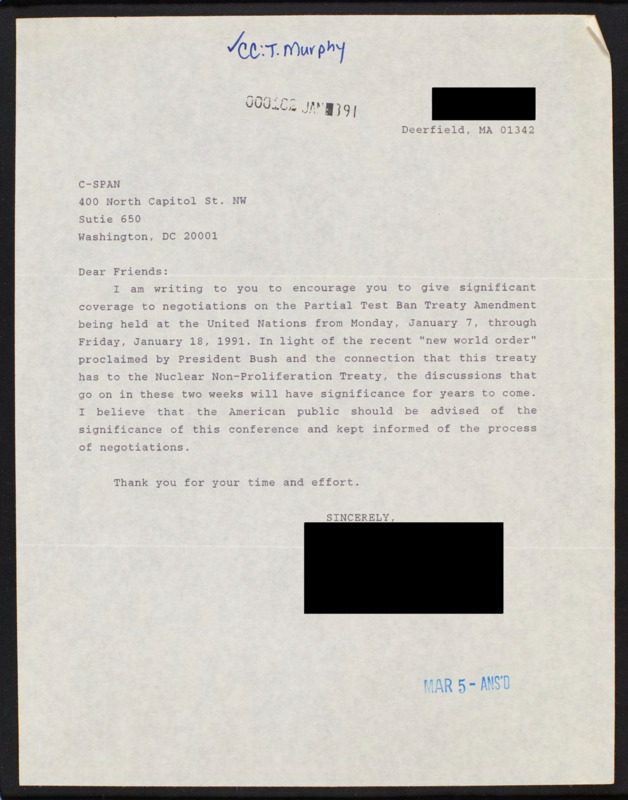 ✓CC: T. Murphy
000102 JAN 91
Deerfield, MA 01342
C-SPAN
400 North Capitol St. NW
Sutie 650
Washington, DC 20001
Dear Friends:
I am writing to you to encourage you to give significant
coverage to negotiations on the Partial Test Ban Treaty Amendment
being held at the United Nations from Monday, January 7, through
Friday, January 18, 1991. In light of the recent "new world order"
proclaimed by President Bush and the connection that this treaty
has to the Nuclear Non-Proliferation Treaty, the discussions that
go on in these two weeks will have significance for years to come.
I believe that the American public should be advised of the
significance of this conference and kept informed of the process
of negotiations.
Thank you for your time and effort.
SINCERELY,
MAR 5 - ANS'D